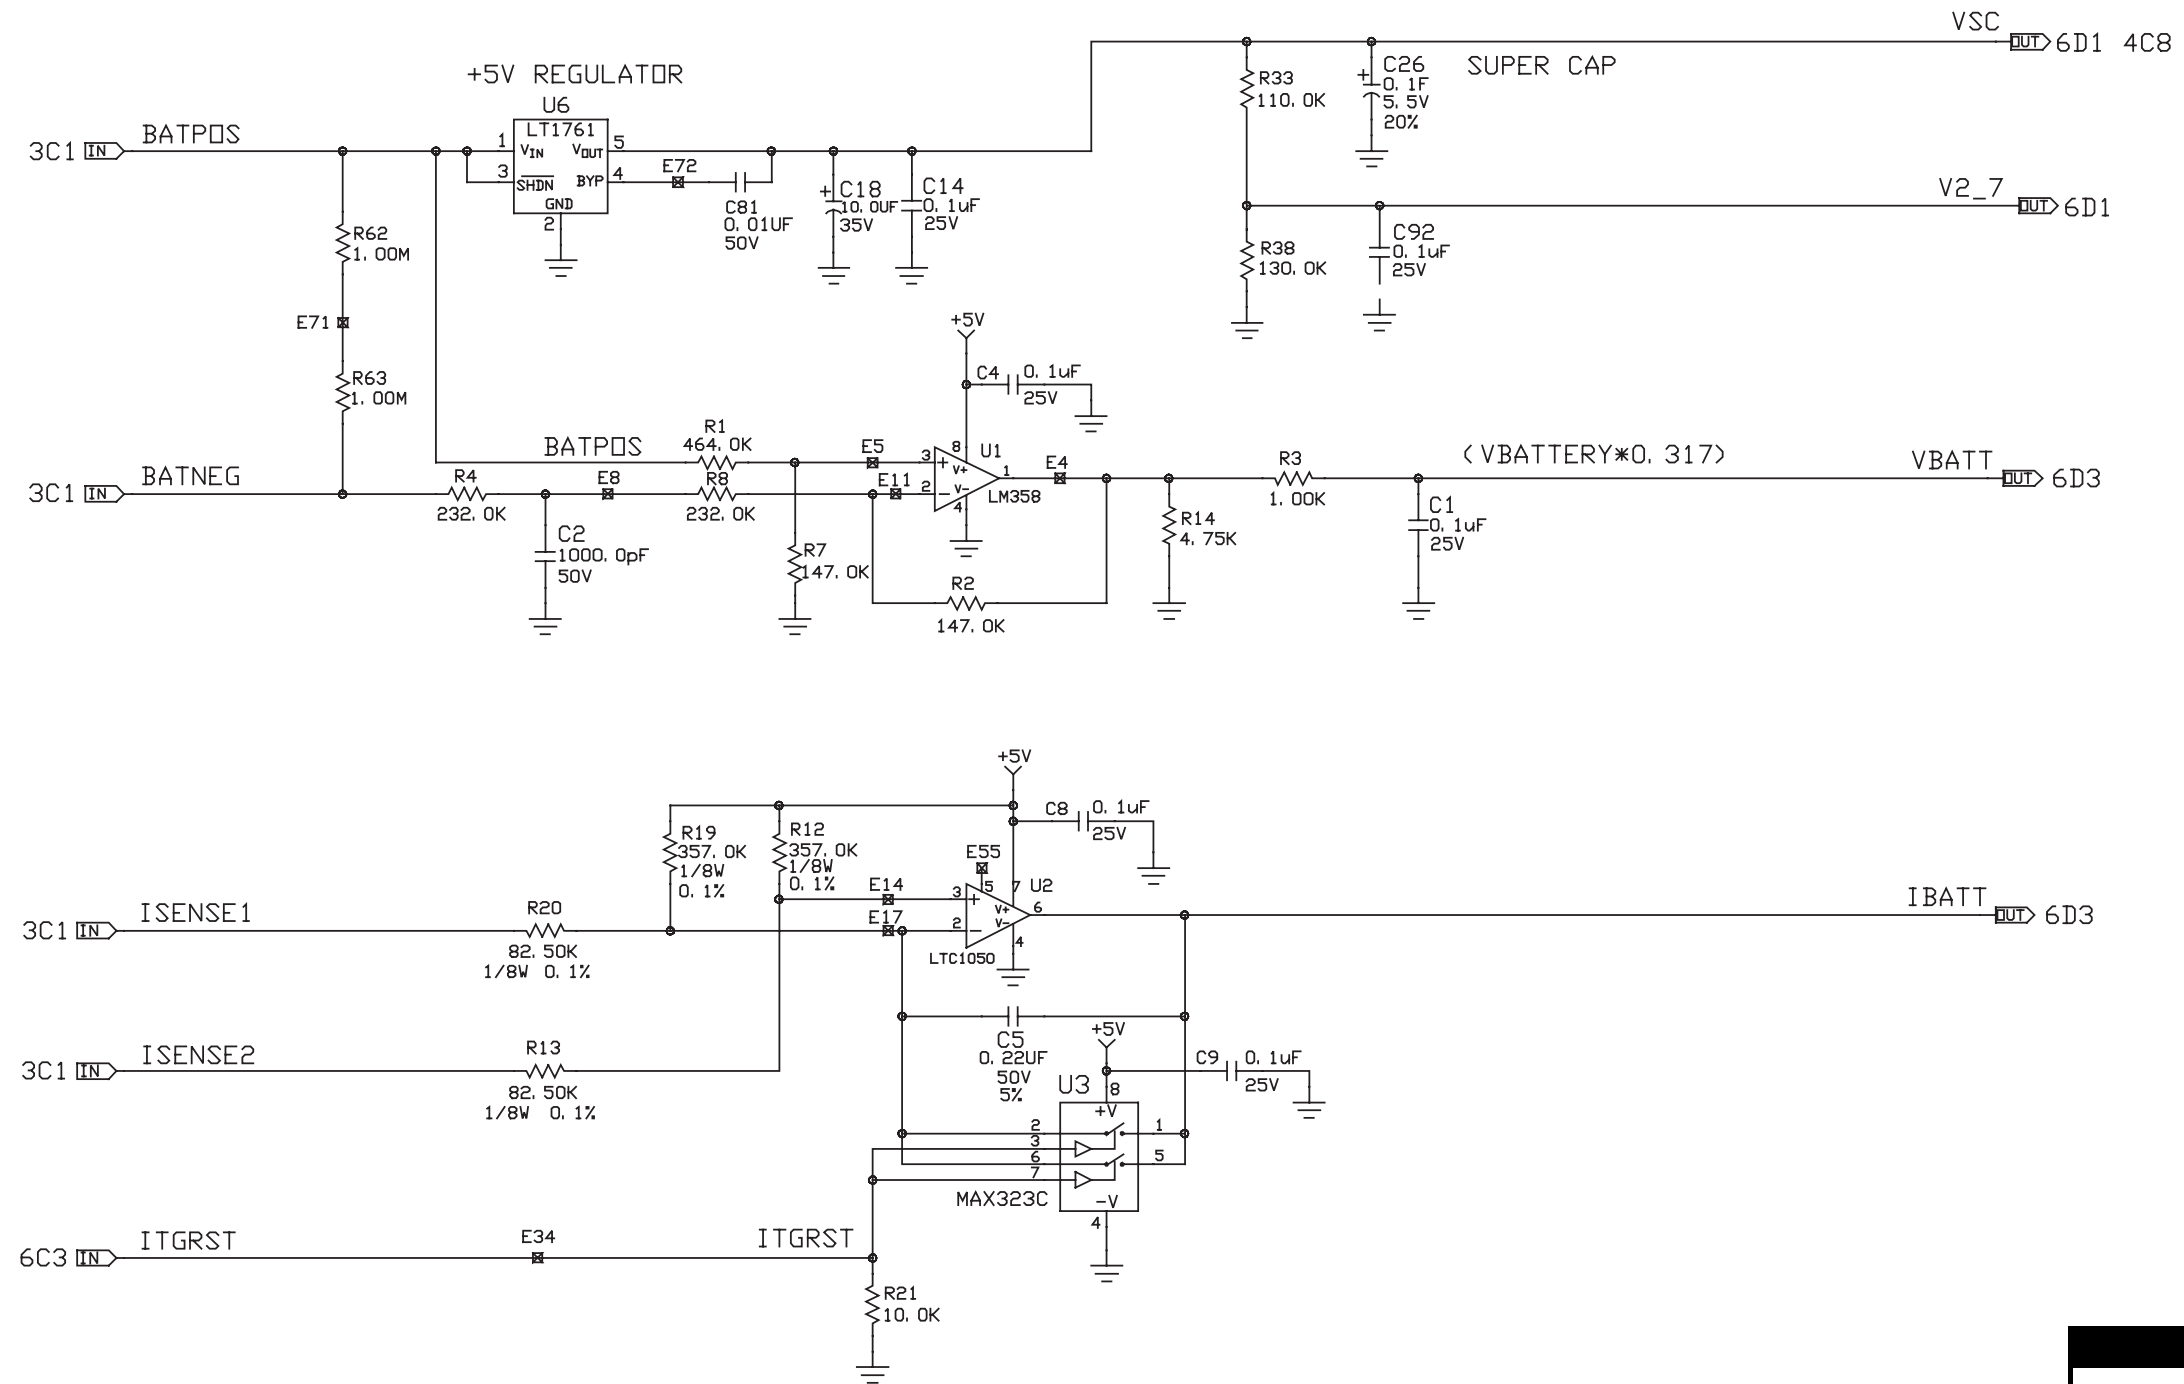 VSC
OUT 6D1 4C8
+5V REGULATOR
U6
LT1761
1 VIN VOUT 5
3 SHDN BYP 4
GND
2
3C1 IN BATPOS
E72
C81
0.01UF
50V
C18
10.0UF
35V
C14
0.1uF
25V
R33
110.0K
+ C26
0.1F
5.5V
20%
SUPER CAP
V2_7
OUT 6D1
R38
130.0K
C92
0.1uF
25V
R62
1.00M
E71
R63
1.00M
+5V
C4 0.1uF
25V
3C1 IN BATNEG
BATPOS
R1
464.0K
R4
232.0K
E8
R8
232.0K
E5
E11
3 + V+ 8
2 - V- 4
U1
1
LM358
E4
C2
1000.0pF
50V
R7
147.0K
R2
147.0K
R14
4.75K
R3
1.00K
(VBATTERY*0.317)
C1
0.1uF
25V
VBATT
OUT 6D3
+5V
C8 0.1uF
25V
R19
357.0K
1/8W
0.1%
R12
357.0K
1/8W
0.1%
E55
E14
E17
5 7 U2
3 + V+ 6
2 - V- 4
LTC1050
3C1 IN ISENSE1
R20
82.50K
1/8W 0.1%
IBATT
OUT 6D3
3C1 IN ISENSE2
R13
82.50K
1/8W 0.1%
C5
0.22UF
50V
5%
+5V
C9 0.1uF
25V
U3
8
+V
2 1
3
6 5
7
MAX323C
-V
4
6C3 IN ITGRST
E34
ITGRST
R21
10.0K